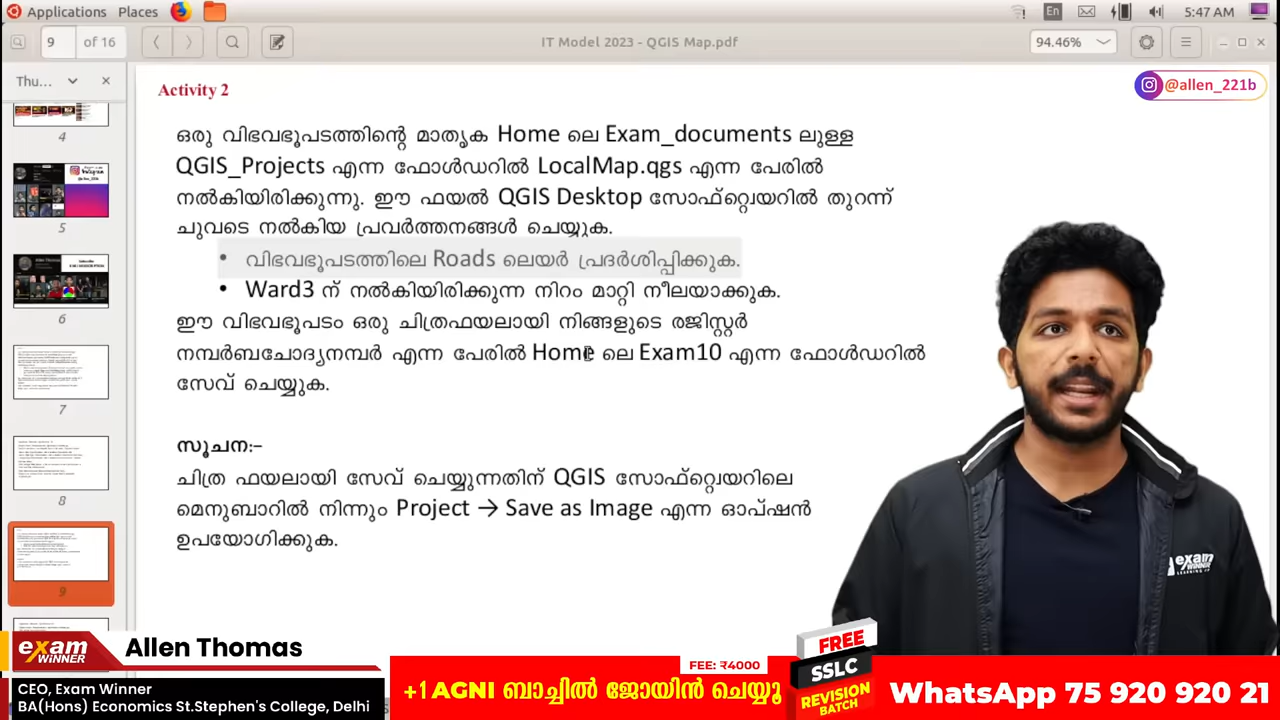 Applications Places En 5:47 AM
9 of 16 IT Model 2023 - QGIS Map.pdf 94.46%
Thu...
@allen_221b
Activity 2
ഒരു വിഭവഭൂപടത്തിന്റെ മാതൃക Home ലെ Exam_documents ലുള്ള
QGIS_Projects എന്ന ഫോൾഡറിൽ LocalMap.qgs എന്ന പേരിൽ
നൽകിയിരിക്കുന്നു. ഈ ഫയൽ QGIS Desktop സോഫ്റ്റ്വെയറിൽ തുറന്ന്
ചുവടെ നൽകിയ പ്രവർത്തനങ്ങൾ ചെയ്യുക.
• വിഭവഭൂപടത്തിലെ Roads ലെയർ പ്രദർശിപ്പിക്കുക.
• Ward3 ന് നൽകിയിരിക്കുന്ന നിറം മാറ്റി നീലയാക്കുക.
ഈ വിഭവഭൂപടം ഒരു ചിത്രഫയലായി നിങ്ങളുടെ രജിസ്റ്റർ
നമ്പർബചോദ്യനമ്പർ എന്ന പേരിൽ Home ലെ Exam10 എന്ന ഫോൾഡറിൽ
സേവ് ചെയ്യുക.
സൂചന:-
ചിത്ര ഫയലായി സേവ് ചെയ്യുന്നതിന് QGIS സോഫ്റ്റ്വെയറിലെ
മെനുബാറിൽ നിന്നും Project → Save as Image എന്ന ഓപ്ഷൻ
ഉപയോഗിക്കുക.
4
5
6
7
8
9
exam WiNNER LEARNING
exam WiNNER
Allen Thomas
CEO, Exam Winner
BA(Hons) Economics St.Stephen's College, Delhi
FEE: ₹4000
+1 AGNI ബാച്ചിൽ ജോയിൻ ചെയ്യൂ
FREE
SSLC
REVISION
BATCH
WhatsApp 75 920 920 21